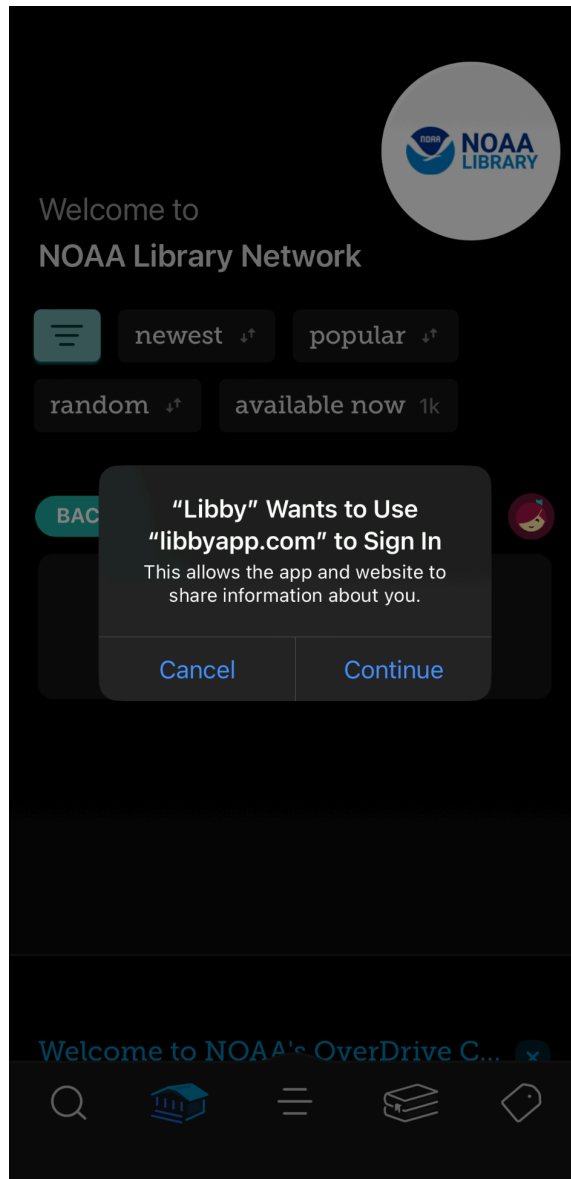 NOAA
NOAA
LIBRARY
Welcome to
NOAA Library Network
newest
popular
random
available now 1k
BAC
“Libby” Wants to Use
“libbyapp.com” to Sign In
This allows the app and website to
share information about you.
Cancel
Continue
Welcome to NOAA's OverDrive C...